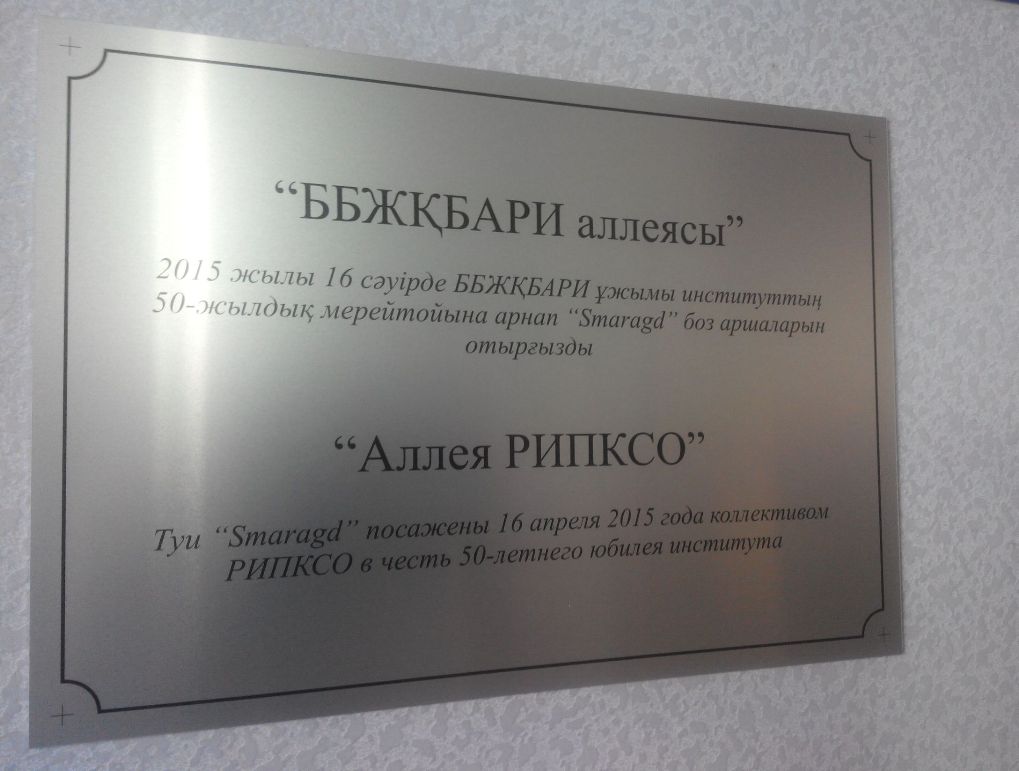 “ББЖҚБАРИ аллеясы”
2015 жылы 16 сәуірде ББЖҚБАРИ ұжымы институттың
50-жылдық мерейтойына арнап “Smaragd” боз аршаларын
отырғызды
“Аллея РИПКСО”
Туи “Smaragd” посажены 16 апреля 2015 года коллективом
РИПКСО в честь 50-летнего юбилея института